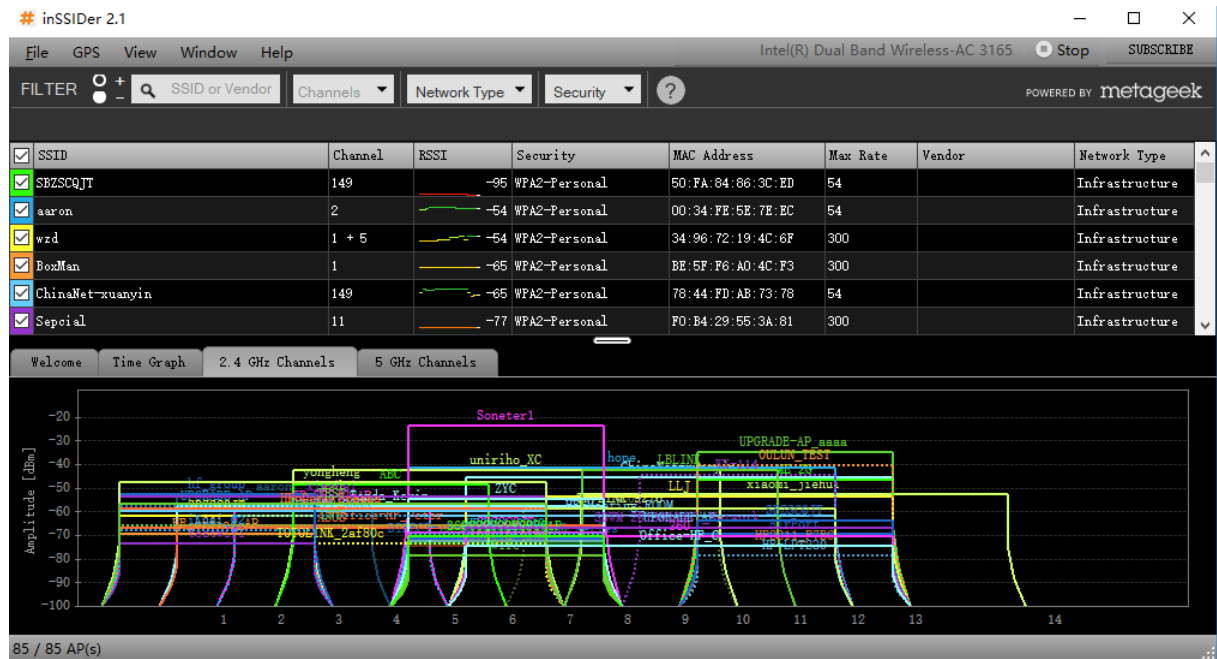 # inSSIDer 2.1
File GPS View Window Help Intel(R) Dual Band Wireless-AC 3165 Stop SUBSCRIBE
FILTER + - SSID or Vendor Channels Network Type Security ? POWERED BY metageek
SSID Channel RSSI Security MAC Address Max Rate Vendor Network Type
SBZSCQJT 149 -95 WPA2-Personal 50:FA:84:86:3C:ED 54 Infrastructure
aaron 2 -54 WPA2-Personal 00:34:FE:5E:7E:EC 54 Infrastructure
wzd 1 + 5 -54 WPA2-Personal 34:96:72:19:4C:6F 300 Infrastructure
BoxMan 1 -65 WPA2-Personal BE:5F:F6:A0:4C:F3 300 Infrastructure
ChinaNet-xuanyin 149 -65 WPA2-Personal 78:44:FD:AB:73:78 54 Infrastructure
Sepcial 11 -77 WPA2-Personal F0:B4:29:55:3A:81 300 Infrastructure
Welcome Time Graph 2.4 GHz Channels 5 GHz Channels
Amplitude [dBm]
-20
-30
-40
-50
-60
-70
-80
-90
-100
Soneter1
UPGRADE-AP_aaaa
OULUN_TEST
uniriho_XC
hope
LBLINK
yongheng
ABC
ZYC
LLJ
xiaomi_jiehui
Office-HF_C
TOTOLINK_2af80c
1 2 3 4 5 6 7 8 9 10 11 12 13 14
85 / 85 AP(s)